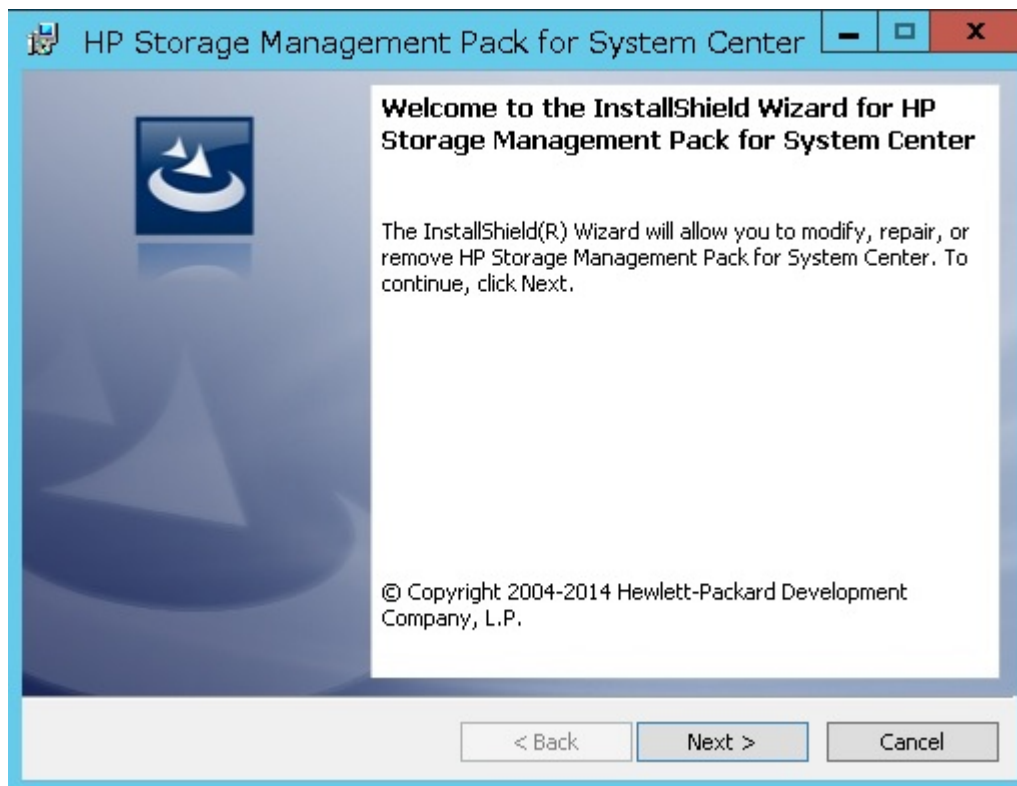 HP Storage Management Pack for System Center
Welcome to the InstallShield Wizard for HP
Storage Management Pack for System Center
The InstallShield(R) Wizard will allow you to modify, repair, or
remove HP Storage Management Pack for System Center. To
continue, click Next.
© Copyright 2004-2014 Hewlett-Packard Development
Company, L.P.
< Back
Next >
Cancel